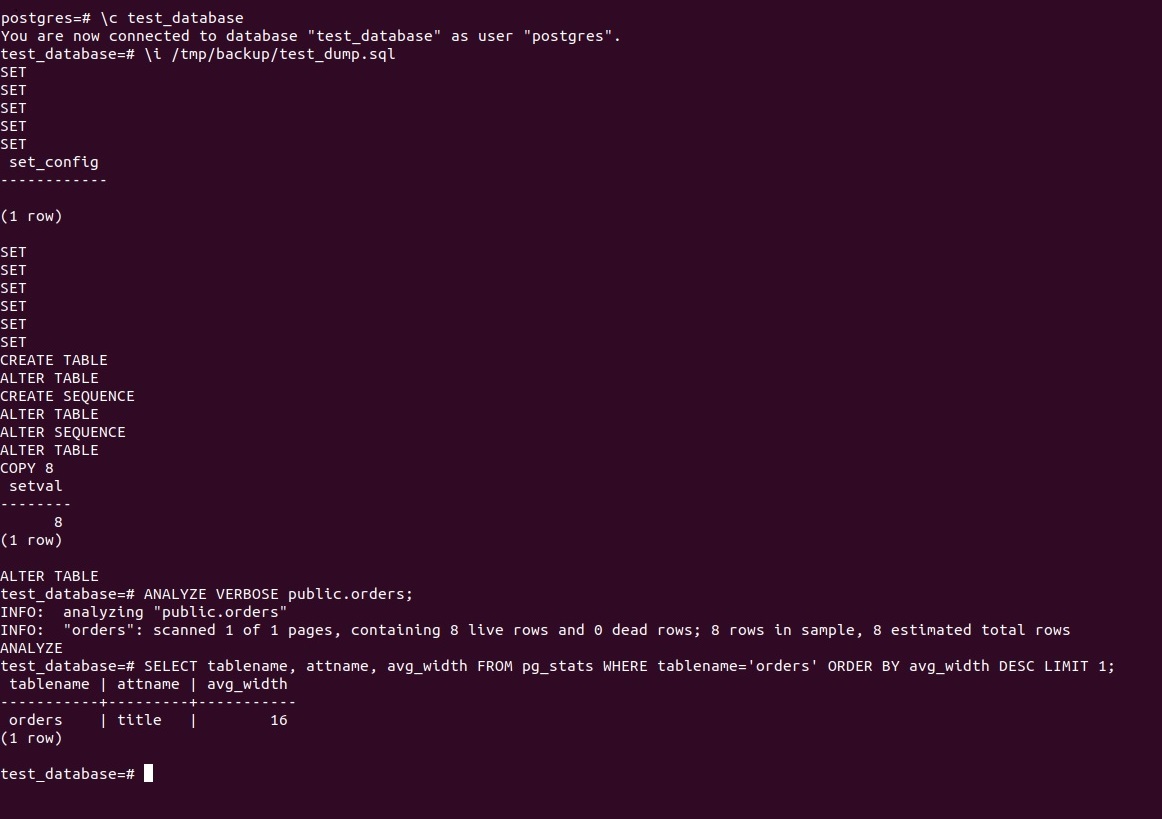 postgres=# \c test_database
You are now connected to database "test_database" as user "postgres".
test_database=# \i /tmp/backup/test_dump.sql
SET
SET
SET
SET
SET
 set_config
------------

(1 row)

SET
SET
SET
SET
SET
SET
CREATE TABLE
ALTER TABLE
CREATE SEQUENCE
ALTER TABLE
ALTER SEQUENCE
ALTER TABLE
COPY 8
 setval
--------
      8
(1 row)

ALTER TABLE
test_database=# ANALYZE VERBOSE public.orders;
INFO:  analyzing "public.orders"
INFO:  "orders": scanned 1 of 1 pages, containing 8 live rows and 0 dead rows; 8 rows in sample, 8 estimated total rows
ANALYZE
test_database=# SELECT tablename, attname, avg_width FROM pg_stats WHERE tablename='orders' ORDER BY avg_width DESC LIMIT 1;
 tablename | attname | avg_width
-----------+---------+-----------
 orders    | title   |        16
(1 row)

test_database=#